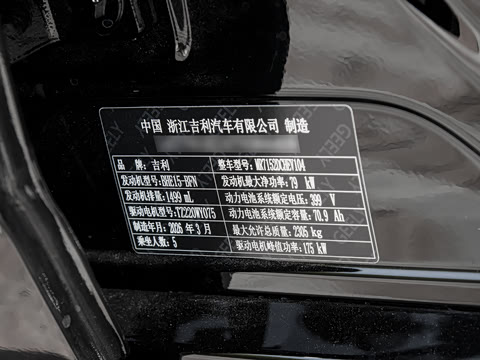 中国 浙江吉利汽车有限公司 制造
品牌:吉利
整车型号:MR7152DCHEV104
发动机型号:BHE15-BFN
发动机最大净功率:79 kW
发动机排量:1499 mL
动力电池系统额定电压:399 V
驱动电机型号:TZ220WY075
动力电池系统额定容量:70.9 Ah
制造年月:2026 年 3 月
最大允许总质量:2305 kg
乘坐人数:5
驱动电机峰值功率:175 kW
GEELY